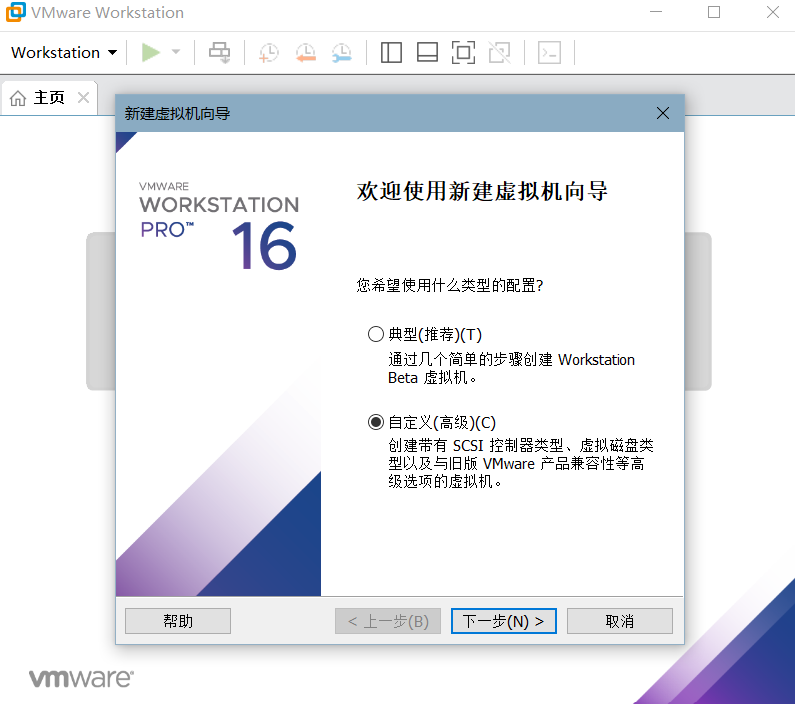 VMware Workstation
Workstation
主页
新建虚拟机向导
VMWARE
WORKSTATION
PRO™ 16
欢迎使用新建虚拟机向导
您希望使用什么类型的配置?
典型(推荐)(T)
通过几个简单的步骤创建 Workstation
Beta 虚拟机。
自定义(高级)(C)
创建带有 SCSI 控制器类型、虚拟磁盘类
型以及与旧版 VMware 产品兼容性等高
级选项的虚拟机。
帮助
< 上一步(B)
下一步(N) >
取消
vmware®